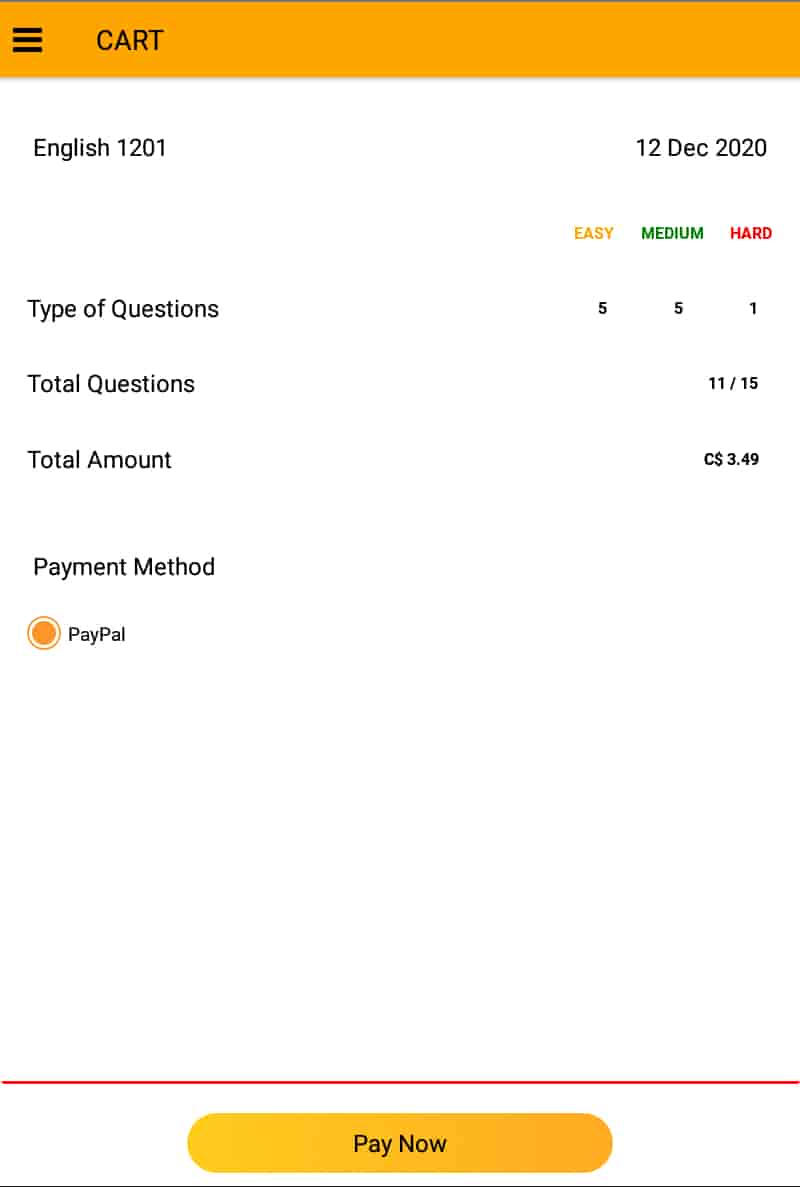 CART
English 1201 12 Dec 2020
EASY MEDIUM HARD
Type of Questions 5 5 1
Total Questions 11 / 15
Total Amount C$ 3.49
Payment Method
PayPal
Pay Now